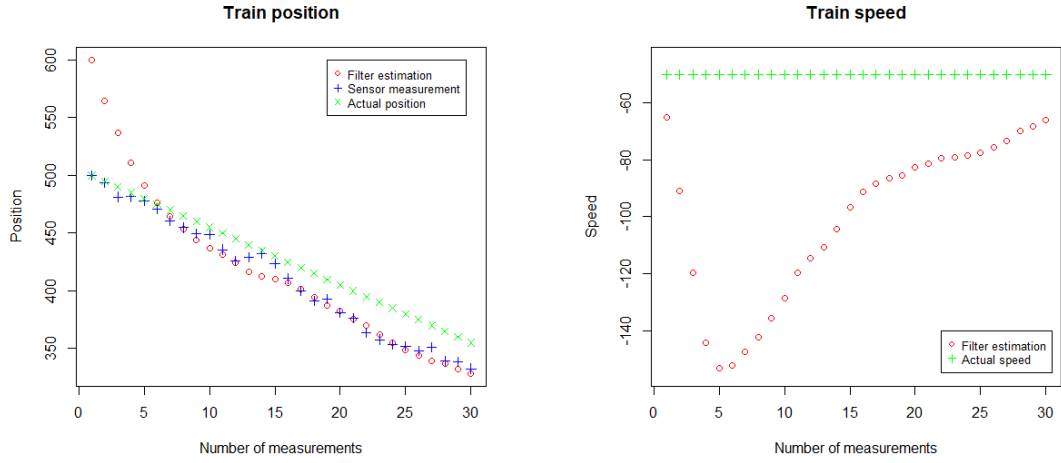 Train position
Position
600
550
500
450
400
350
Filter estimation
Sensor measurement
Actual position
0 5 10 15 20 25 30
Number of measurements
Train speed
Speed
-60
-80
-100
-120
-140
Filter estimation
Actual speed
0 5 10 15 20 25 30
Number of measurements